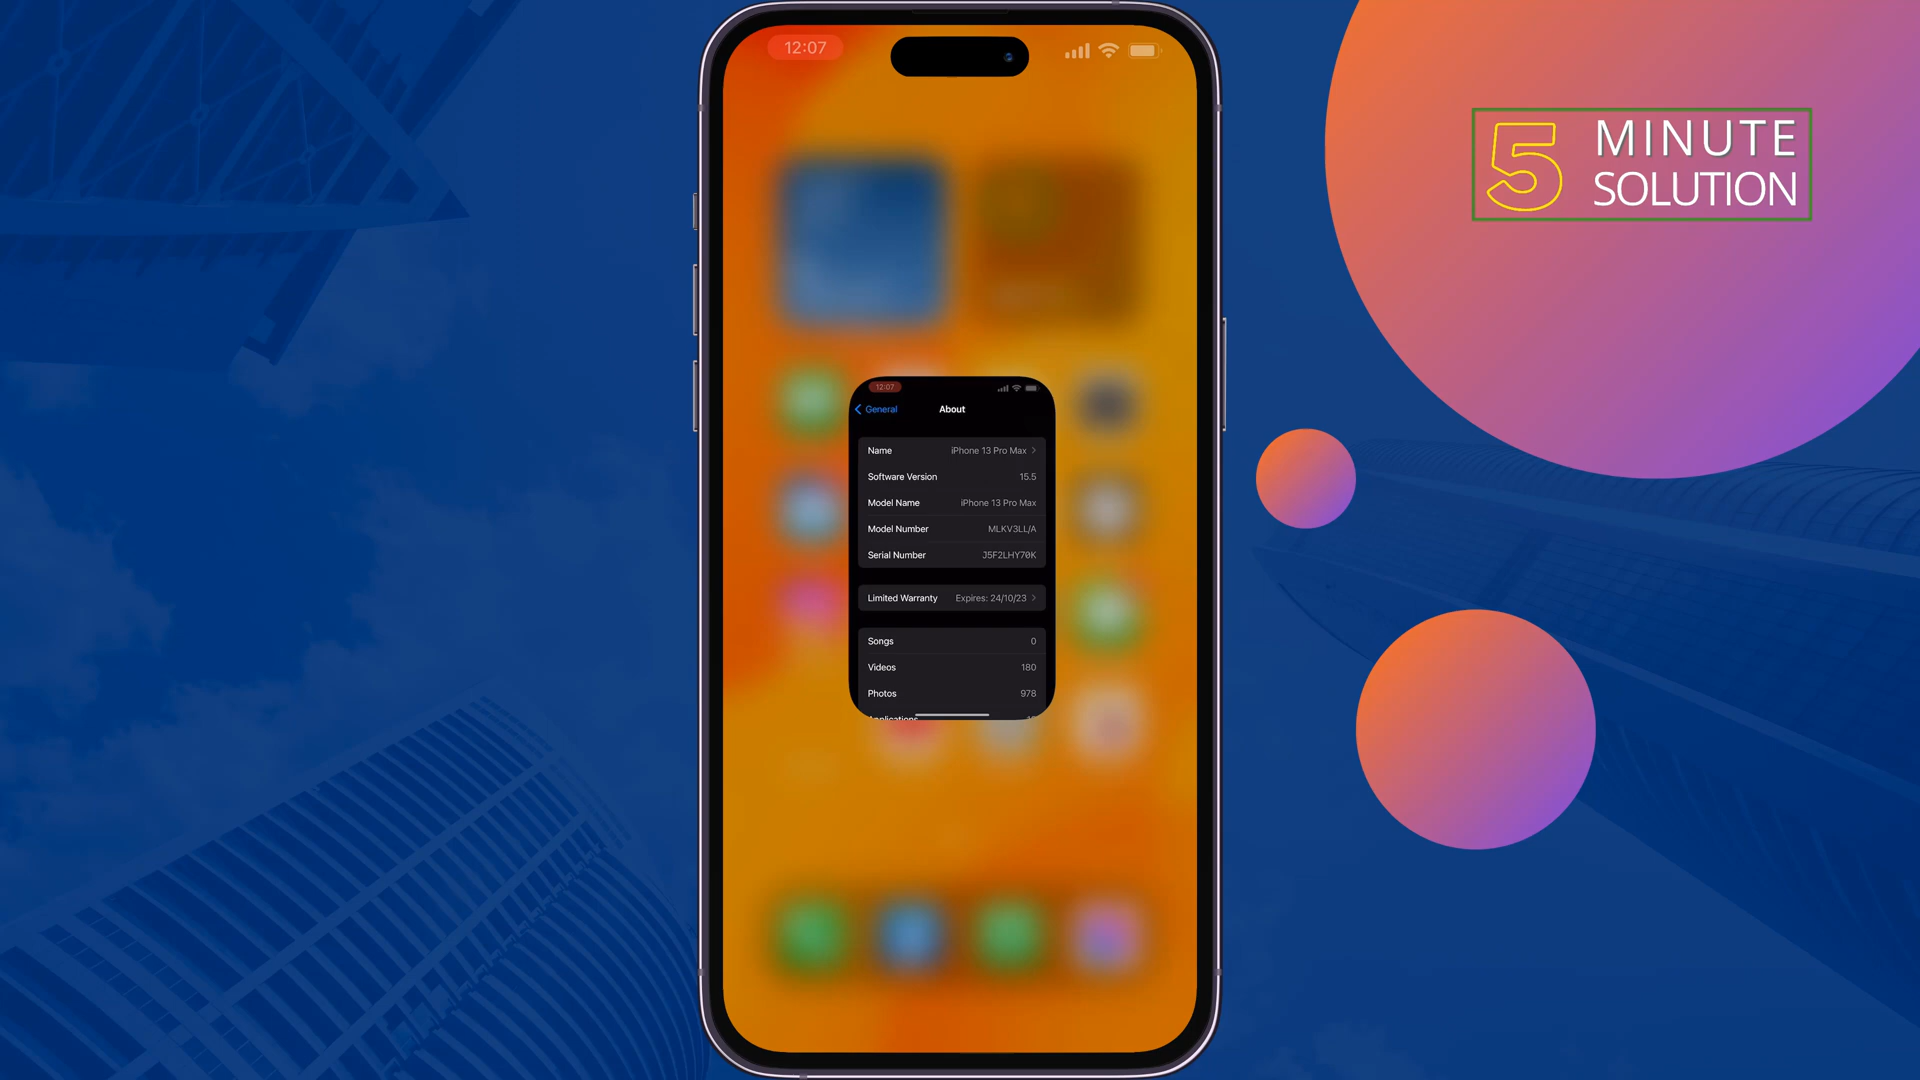 12:07
5 MINUTE
SOLUTION
12:07
General About
Name iPhone 13 Pro Max
Software Version 15.5
Model Name iPhone 13 Pro Max
Model Number MLKV3LL/A
Serial Number J5F2LHY70K
Limited Warranty Expires: 24/10/23
Songs 0
Videos 180
Photos 978
Applications